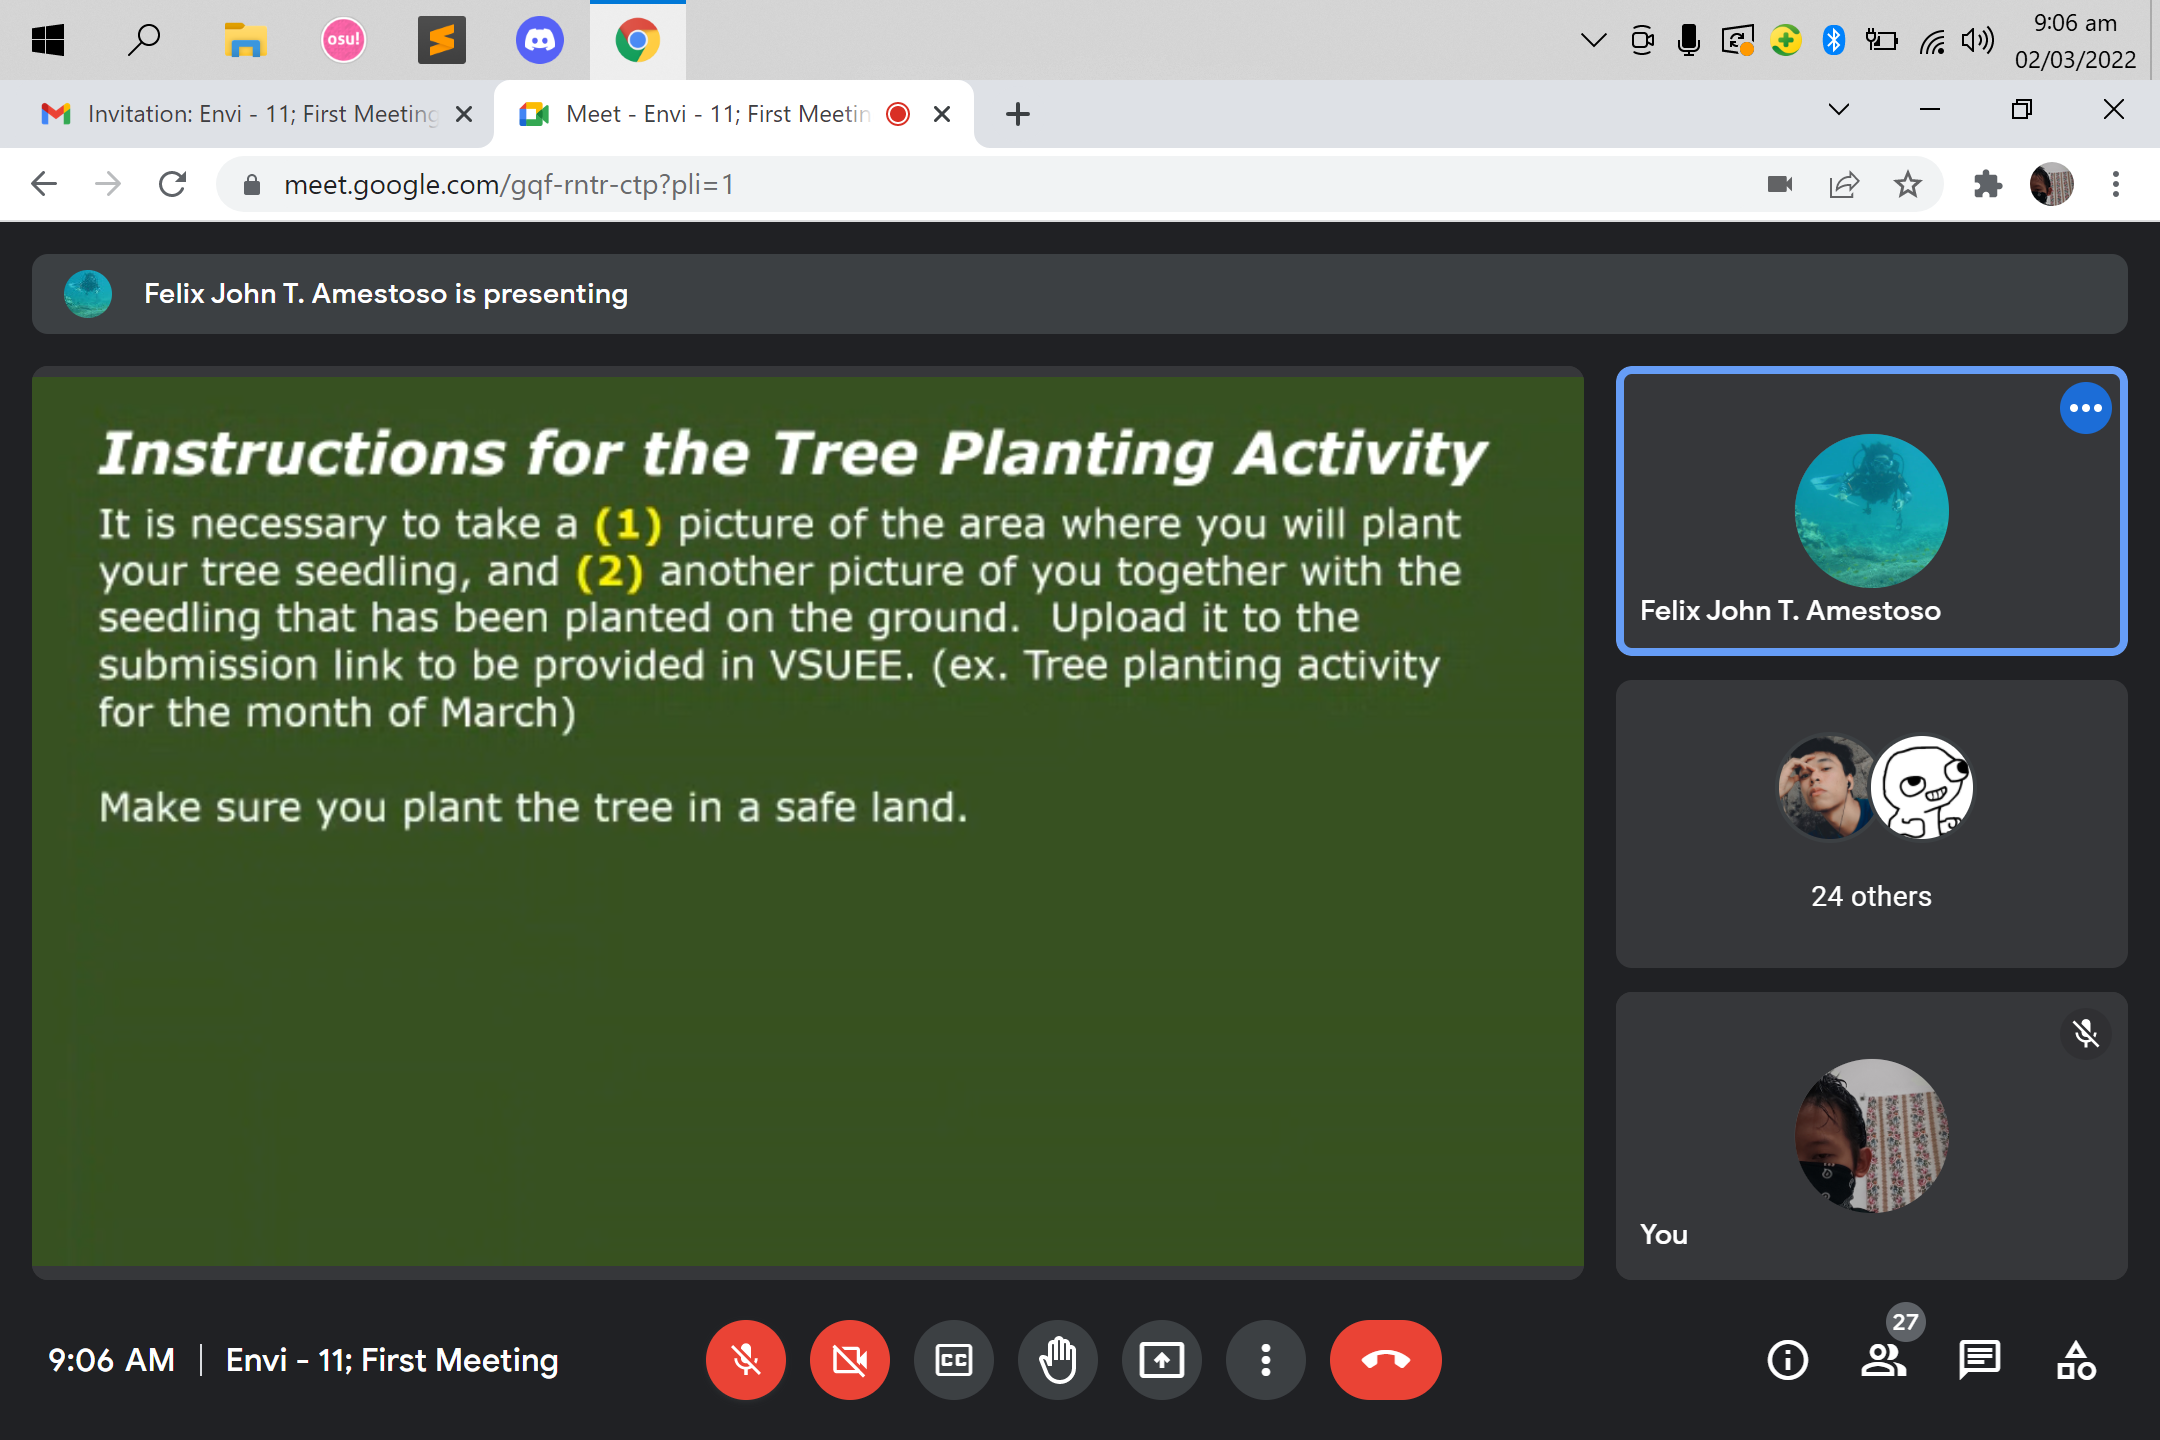 osu!
9:06 am
02/03/2022
Invitation: Envi - 11; First Meeting
Meet - Envi - 11; First Meetin
meet.google.com/gqf-rntr-ctp?pli=1
Felix John T. Amestoso is presenting
Instructions for the Tree Planting Activity
It is necessary to take a (1) picture of the area where you will plant
your tree seedling, and (2) another picture of you together with the
seedling that has been planted on the ground. Upload it to the
submission link to be provided in VSUEE. (ex. Tree planting activity
for the month of March)
Make sure you plant the tree in a safe land.
Felix John T. Amestoso
24 others
You
9:06 AM | Envi - 11; First Meeting
CC
27